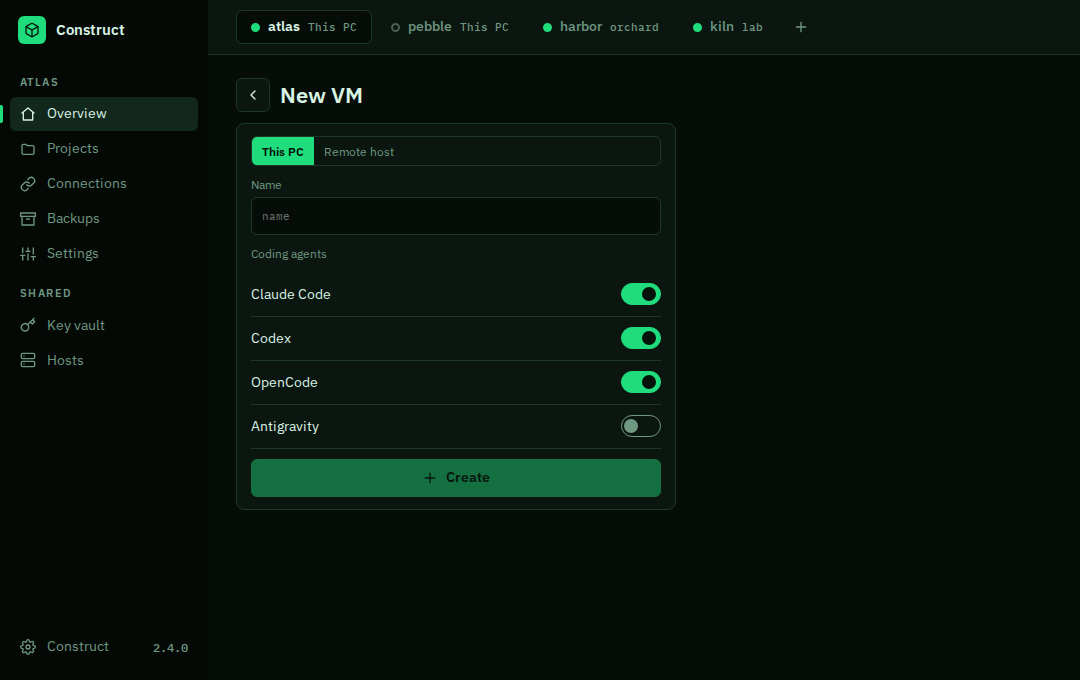 Construct
atlas This PC
pebble This PC
harbor orchard
kiln lab
ATLAS
Overview
Projects
Connections
Backups
Settings
SHARED
Key vault
Hosts
Construct 2.4.0
New VM
This PC Remote host
Name
name
Coding agents
Claude Code
Codex
OpenCode
Antigravity
+ Create